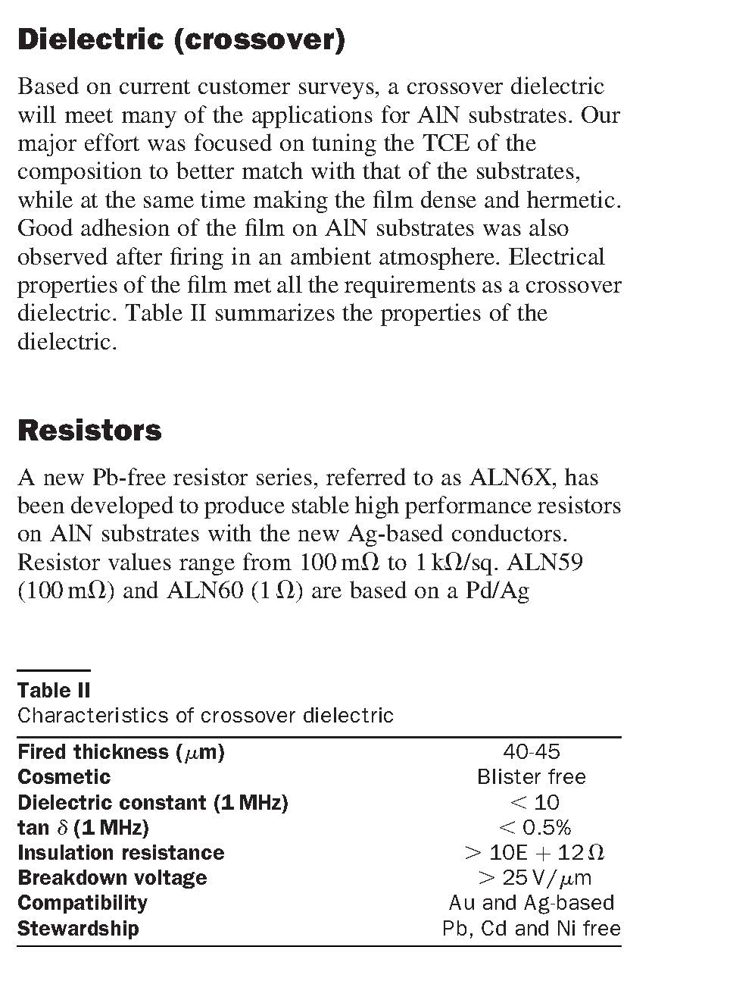 Dielectric (crossover)
Based on current customer surveys, a crossover dielectric
will meet many of the applications for AlN substrates. Our
major effort was focused on tuning the TCE of the
composition to better match with that of the substrates,
while at the same time making the film dense and hermetic.
Good adhesion of the film on AlN substrates was also
observed after firing in an ambient atmosphere. Electrical
properties of the film met all the requirements as a crossover
dielectric. Table II summarizes the properties of the
dielectric.
Resistors
A new Pb-free resistor series, referred to as ALN6X, has
been developed to produce stable high performance resistors
on AlN substrates with the new Ag-based conductors.
Resistor values range from 100 mΩ to 1 kΩ/sq. ALN59
(100 mΩ) and ALN60 (1 Ω) are based on a Pd/Ag
Table II
Characteristics of crossover dielectric
Fired thickness (μm) 40-45
Cosmetic Blister free
Dielectric constant (1 MHz) < 10
tan δ (1 MHz) < 0.5%
Insulation resistance > 10E + 12 Ω
Breakdown voltage > 25 V/μm
Compatibility Au and Ag-based
Stewardship Pb, Cd and Ni free